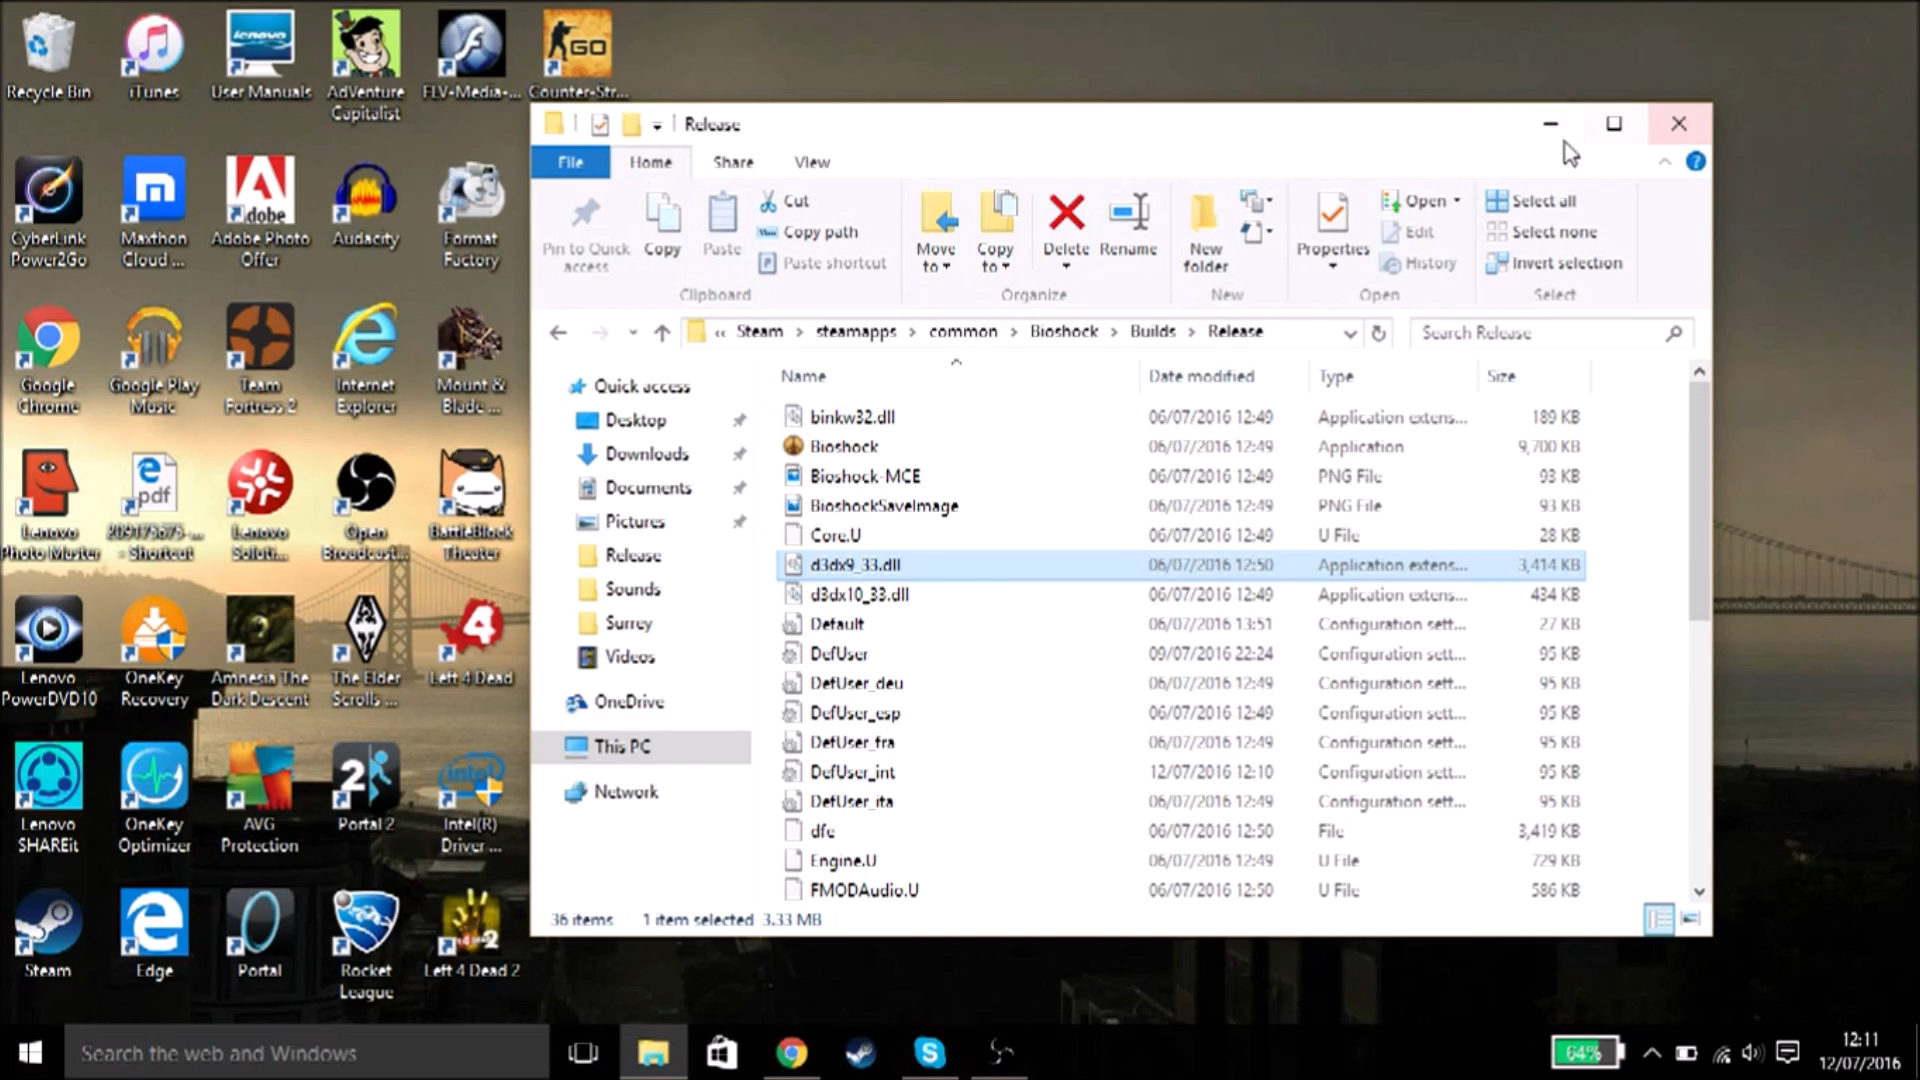 Recycle Bin
iTunes
User Manuals
AdVenture Capitalist
FLV-Media-...
Counter-Str...
CyberLink Power2Go
Maxthon Cloud ...
Adobe Photo Offer
Audacity
Format Factory
Google Chrome
Google Play Music
Team Fortress 2
Internet Explorer
Mount & Blade ...
Lenovo Photo Master
- Shortcut
Lenovo Soluti...
Open Broadcast...
BattleBlock Theater
Lenovo PowerDVD10
OneKey Recovery
Amnesia The Dark Descent
The Elder Scrolls ...
Left 4 Dead
Lenovo SHAREit
OneKey Optimizer
AVG Protection
Portal 2
Intel(R) Driver ...
Steam
Edge
Portal
Rocket League
Left 4 Dead 2
Release
File Home Share View
Pin to Quick access
Copy
Paste
Cut
Copy path
Paste shortcut
Clipboard
Move to
Copy to
Delete
Rename
Organize
New folder
New
Properties
Open
Edit
History
Open
Select all
Select none
Invert selection
Select
« Steam > steamapps > common > Bioshock > Builds > Release
Search Release
Quick access
Desktop
Downloads
Documents
Pictures
Release
Sounds
Surrey
Videos
OneDrive
This PC
Network
Name Date modified Type Size
binkw32.dll 06/07/2016 12:49 Application extens... 189 KB
Bioshock 06/07/2016 12:49 Application 9,700 KB
Bioshock-MCE 06/07/2016 12:49 PNG File 93 KB
BioshockSaveImage 06/07/2016 12:49 PNG File 93 KB
Core.U 06/07/2016 12:49 U File 28 KB
d3dx9_33.dll 06/07/2016 12:50 Application extens... 3,414 KB
d3dx10_33.dll 06/07/2016 12:49 Application extens... 434 KB
Default 06/07/2016 13:51 Configuration sett... 27 KB
DefUser 09/07/2016 22:24 Configuration sett... 95 KB
DefUser_deu 06/07/2016 12:49 Configuration sett... 95 KB
DefUser_esp 06/07/2016 12:49 Configuration sett... 95 KB
DefUser_fra 06/07/2016 12:49 Configuration sett... 95 KB
DefUser_int 12/07/2016 12:10 Configuration sett... 95 KB
DefUser_ita 06/07/2016 12:49 Configuration sett... 95 KB
dfe 06/07/2016 12:50 File 3,419 KB
Engine.U 06/07/2016 12:49 U File 729 KB
FMODAudio.U 06/07/2016 12:50 U File 586 KB
36 items 1 item selected 3.33 MB
Search the web and Windows
64%
12:11
12/07/2016